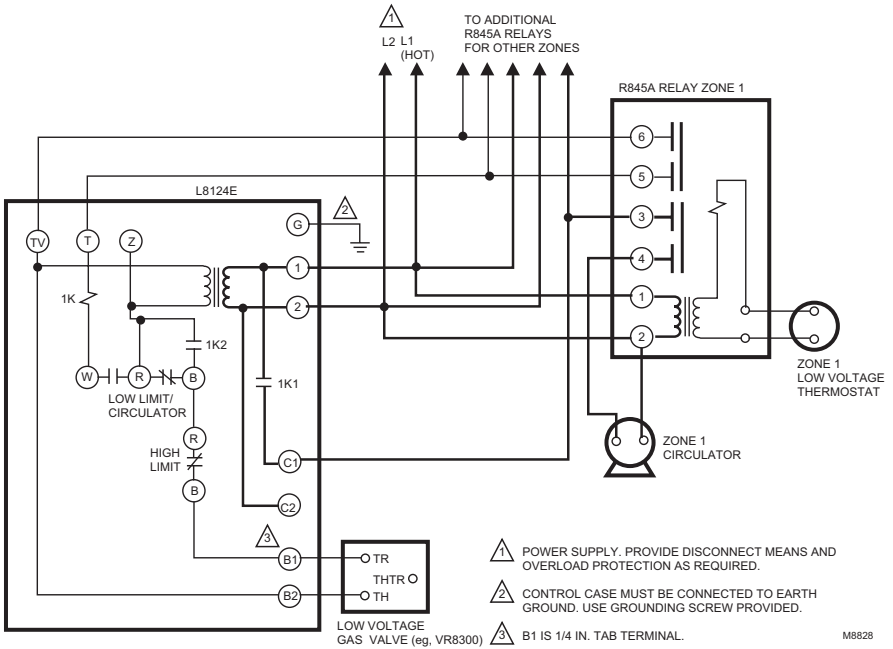 1
L2 L1
(HOT)
TO ADDITIONAL
R845A RELAYS
FOR OTHER ZONES
R845A RELAY ZONE 1
6
5
3
4
1
2
ZONE 1
LOW VOLTAGE
THERMOSTAT
ZONE 1
CIRCULATOR
L8124E
2
G
TV
T
Z
1
2
1K
1K2
W
R
B
1K1
LOW LIMIT/
CIRCULATOR
R
HIGH
LIMIT
B
C1
C2
3
B1
B2
TR
THTR
TH
LOW VOLTAGE
GAS VALVE (eg, VR8300)
1 POWER SUPPLY. PROVIDE DISCONNECT MEANS AND
OVERLOAD PROTECTION AS REQUIRED.
2 CONTROL CASE MUST BE CONNECTED TO EARTH
GROUND. USE GROUNDING SCREW PROVIDED.
3 B1 IS 1/4 IN. TAB TERMINAL.
M8828